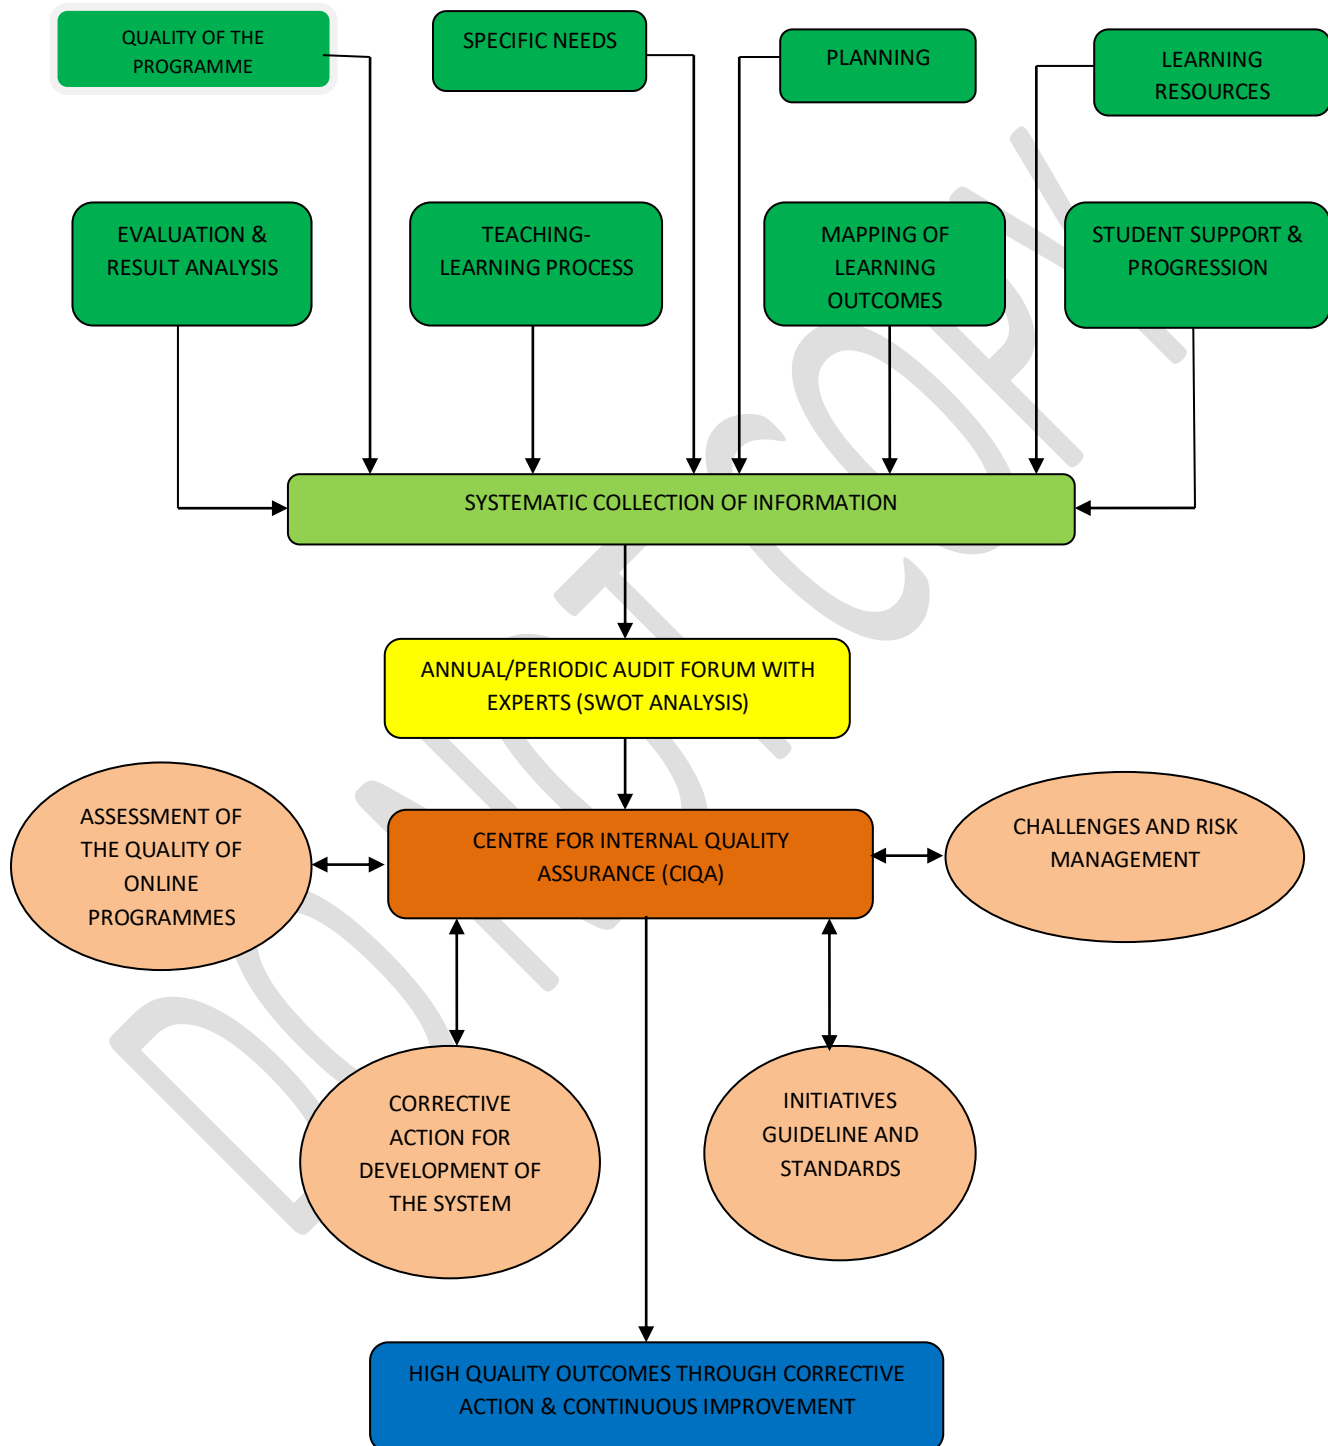 QUALITY OF THE
PROGRAMME
SPECIFIC NEEDS
PLANNING
LEARNING
RESOURCES
EVALUATION &
RESULT ANALYSIS
TEACHING-
LEARNING PROCESS
MAPPING OF
LEARNING
OUTCOMES
STUDENT SUPPORT &
PROGRESSION
SYSTEMATIC COLLECTION OF INFORMATION
ANNUAL/PERIODIC AUDIT FORUM WITH
EXPERTS (SWOT ANALYSIS)
ASSESSMENT OF
THE QUALITY OF
ONLINE
PROGRAMMES
CENTRE FOR INTERNAL QUALITY
ASSURANCE (CIQA)
CHALLENGES AND RISK
MANAGEMENT
CORRECTIVE
ACTION FOR
DEVELOPMENT OF
THE SYSTEM
INITIATIVES
GUIDELINE AND
STANDARDS
HIGH QUALITY OUTCOMES THROUGH CORRECTIVE
ACTION & CONTINUOUS IMPROVEMENT
DO NOT COPY